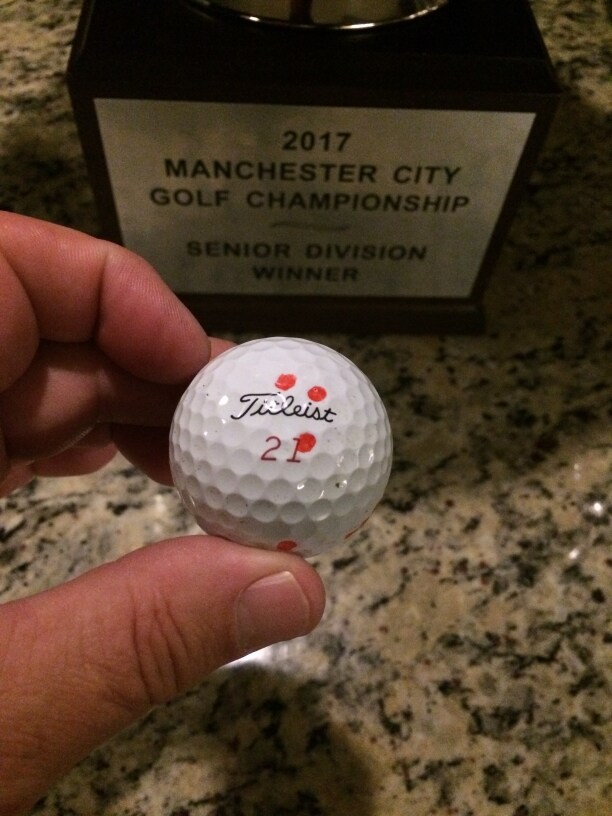 2017
MANCHESTER CITY
GOLF CHAMPIONSHIP
SENIOR DIVISION
WINNER
Titleist
21